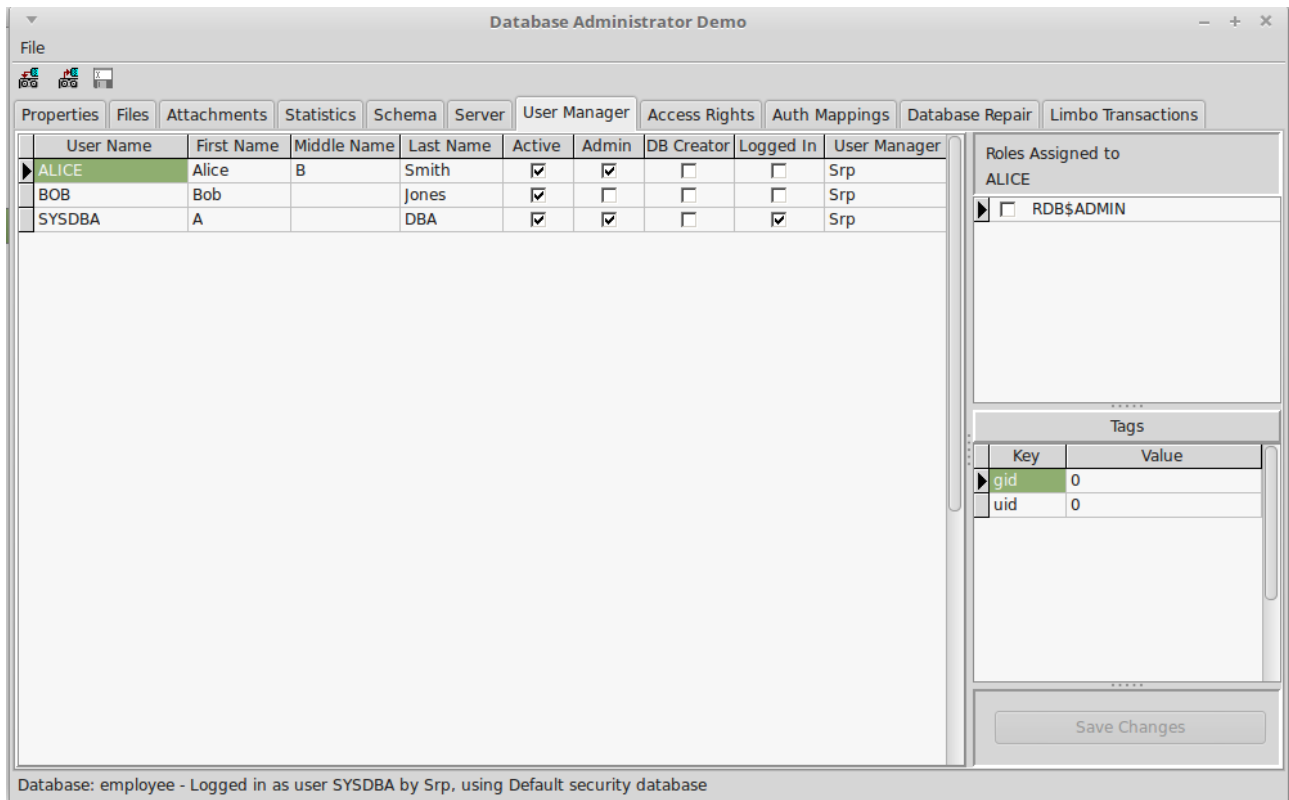 Database Administrator Demo
File
Properties Files Attachments Statistics Schema Server User Manager Access Rights Auth Mappings Database Repair Limbo Transactions
User Name First Name Middle Name Last Name Active Admin DB Creator Logged In User Manager
ALICE Alice B Smith Srp
BOB Bob Jones Srp
SYSDBA A DBA Srp
Roles Assigned to
ALICE
RDB$ADMIN
Tags
Key Value
gid 0
uid 0
Save Changes
Database: employee - Logged in as user SYSDBA by Srp, using Default security database